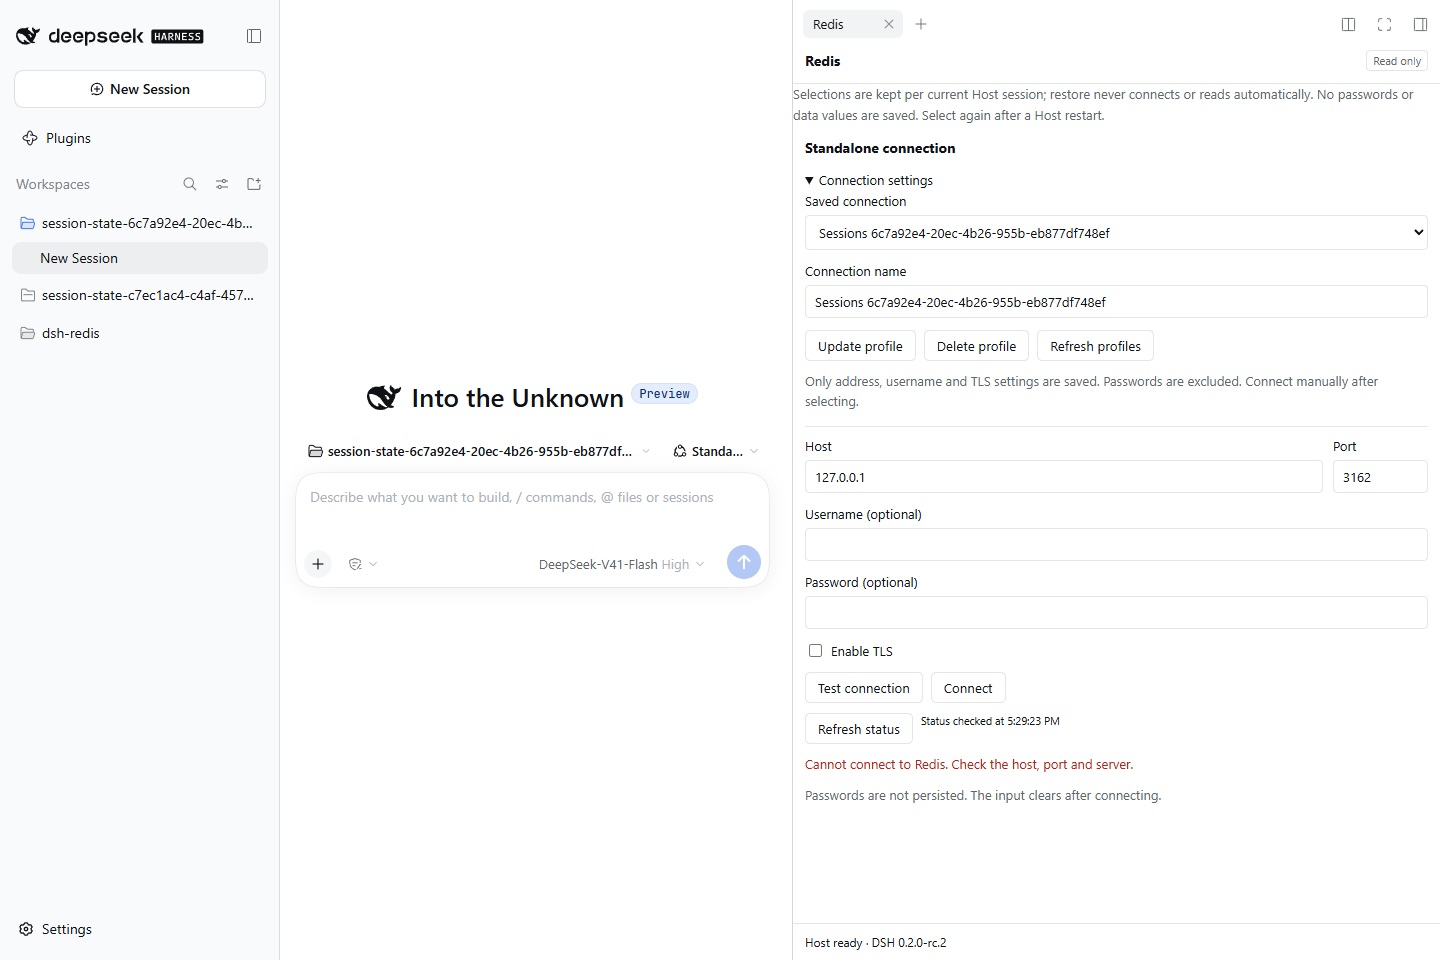 deepseek HARNESS
New Session
Plugins
Workspaces
session-state-6c7a92e4-20ec-4b...
New Session
session-state-c7ec1ac4-c4af-457...
dsh-redis
Settings
Into the Unknown Preview
session-state-6c7a92e4-20ec-4b26-955b-eb877df... Standa...
Describe what you want to build, / commands, @ files or sessions
DeepSeek-V41-Flash High
Redis
Redis
Read only
Selections are kept per current Host session; restore never connects or reads automatically. No passwords or
data values are saved. Select again after a Host restart.
Standalone connection
Connection settings
Saved connection
Sessions 6c7a92e4-20ec-4b26-955b-eb877df748ef
Connection name
Sessions 6c7a92e4-20ec-4b26-955b-eb877df748ef
Update profile Delete profile Refresh profiles
Only address, username and TLS settings are saved. Passwords are excluded. Connect manually after
selecting.
Host Port
127.0.0.1 3162
Username (optional)
Password (optional)
Enable TLS
Test connection Connect
Refresh status Status checked at 5:29:23 PM
Cannot connect to Redis. Check the host, port and server.
Passwords are not persisted. The input clears after connecting.
Host ready · DSH 0.2.0-rc.2